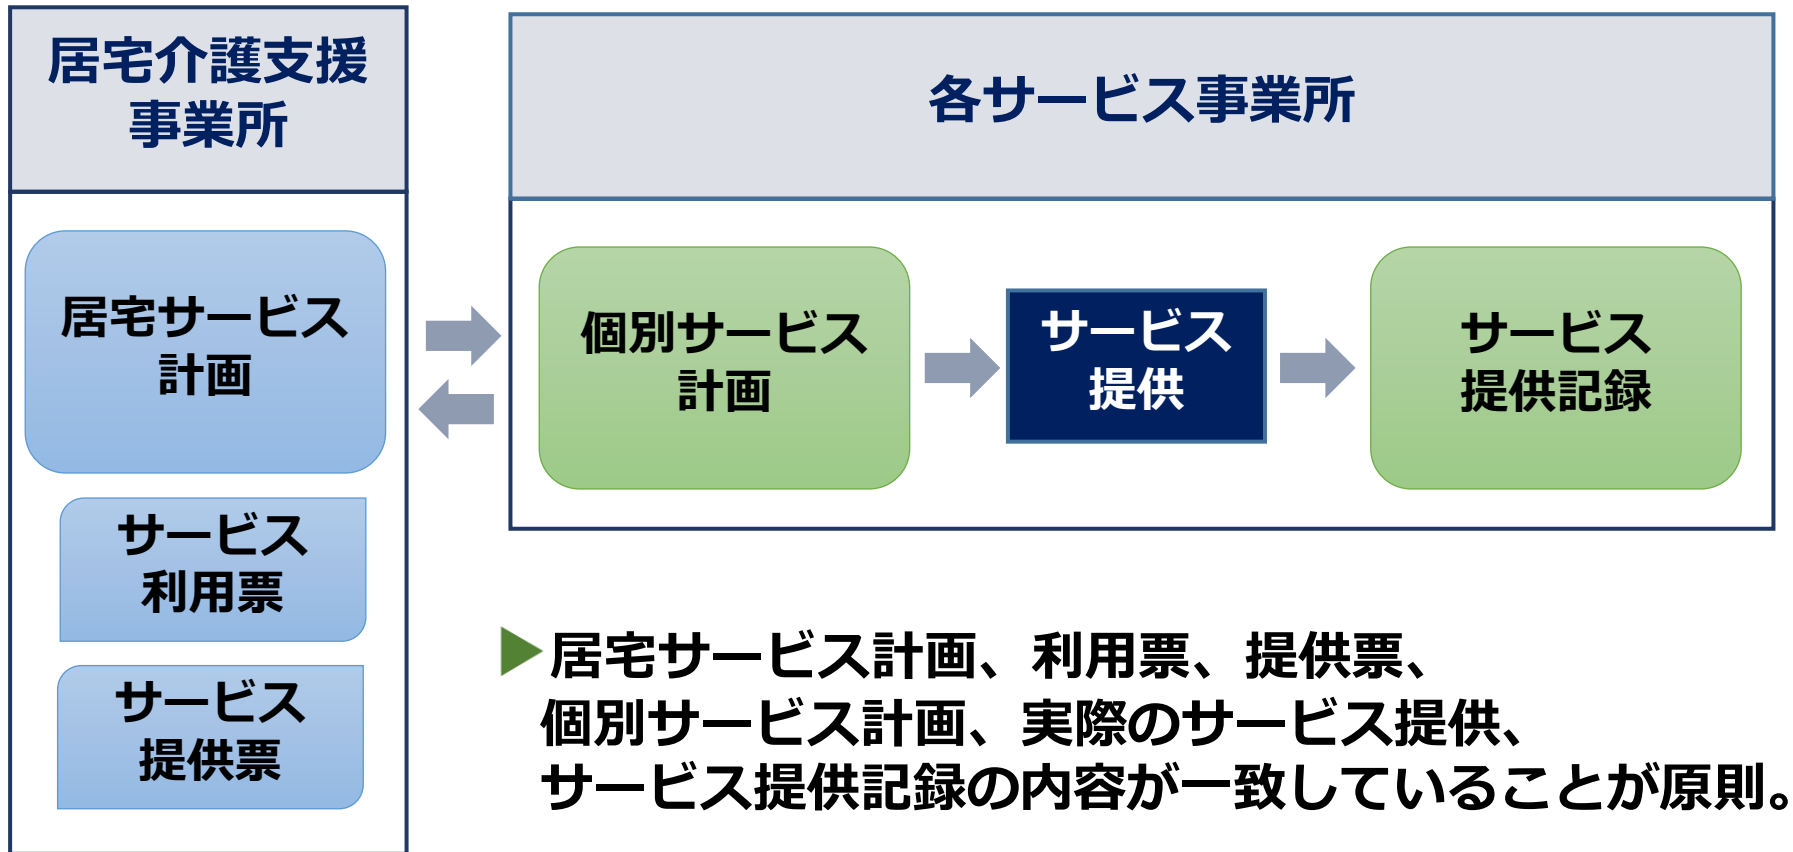 居宅介護支援
事業所
各サービス事業所
居宅サービス
計画
サービス
利用票
サービス
提供票
個別サービス
計画
サービス
提供
サービス
提供記録
居宅サービス計画、利用票、提供票、
個別サービス計画、実際のサービス提供、
サービス提供記録の内容が一致していることが原則。